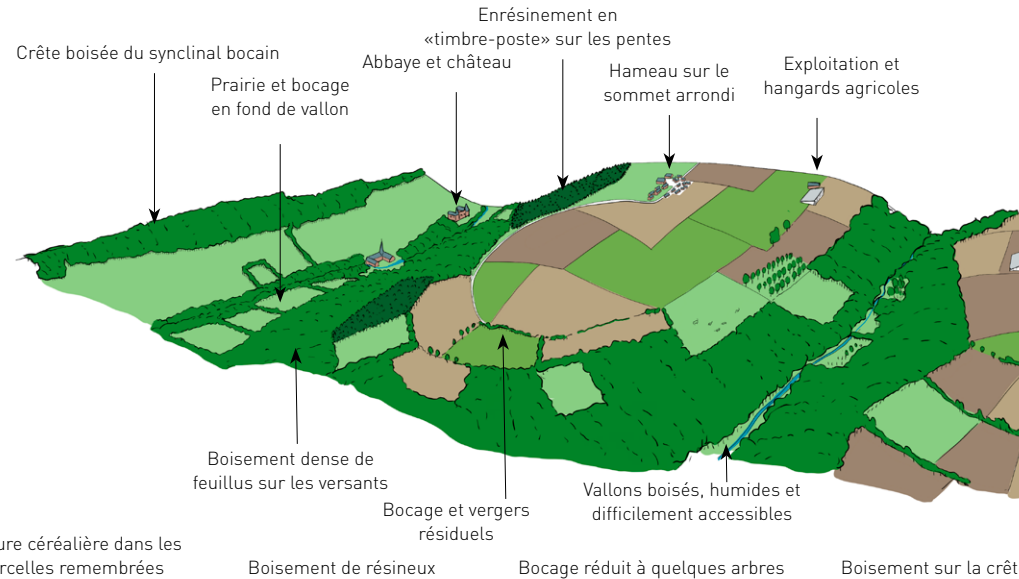 Enrésinement en
«timbre-poste» sur les pentes
Crête boisée du synclinal bocain
Abbaye et château
Hameau sur le
sommet arrondi
Exploitation et
hangards agricoles
Prairie et bocage
en fond de vallon
Boisement dense de
feuillus sur les versants
Bocage et vergers
résiduels
Vallons boisés, humides et
difficilement accessibles
ure céréalière dans les
rcelles remembrées
Boisement de résineux
Bocage réduit à quelques arbres
Boisement sur la crêt